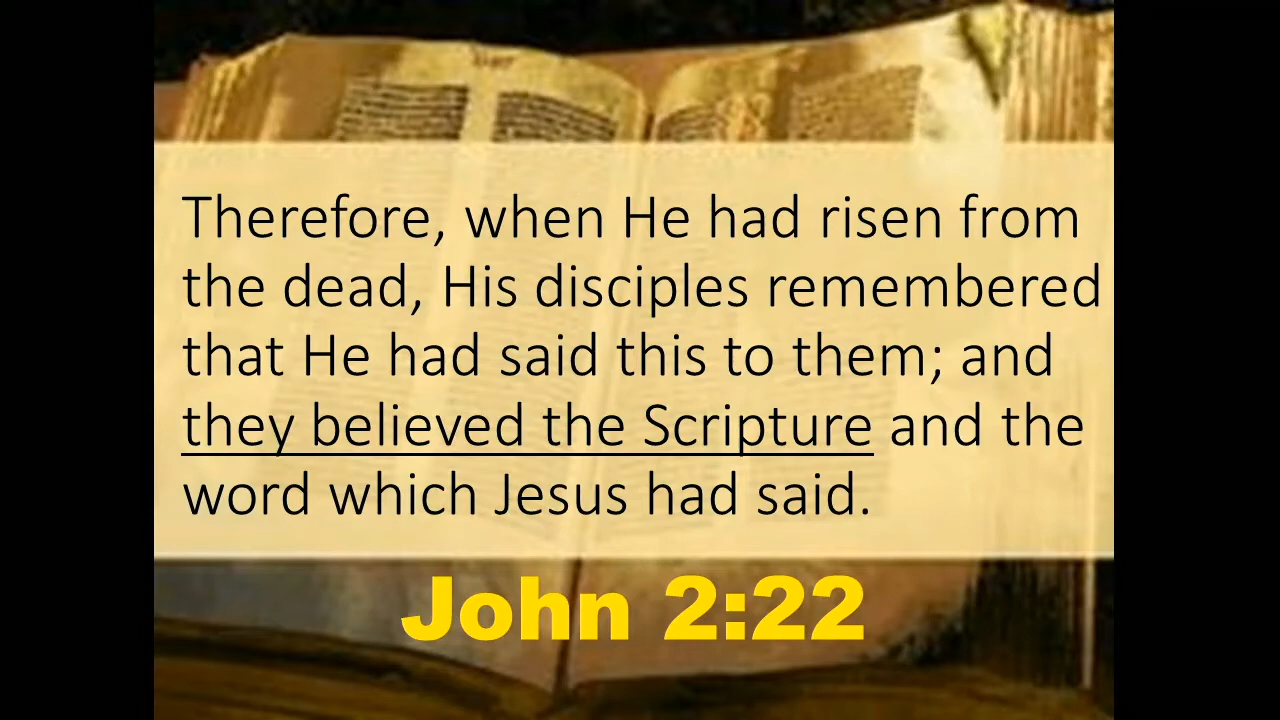 Therefore, when He had risen from
the dead, His disciples remembered
that He had said this to them; and
they believed the Scripture and the
word which Jesus had said.
John 2:22